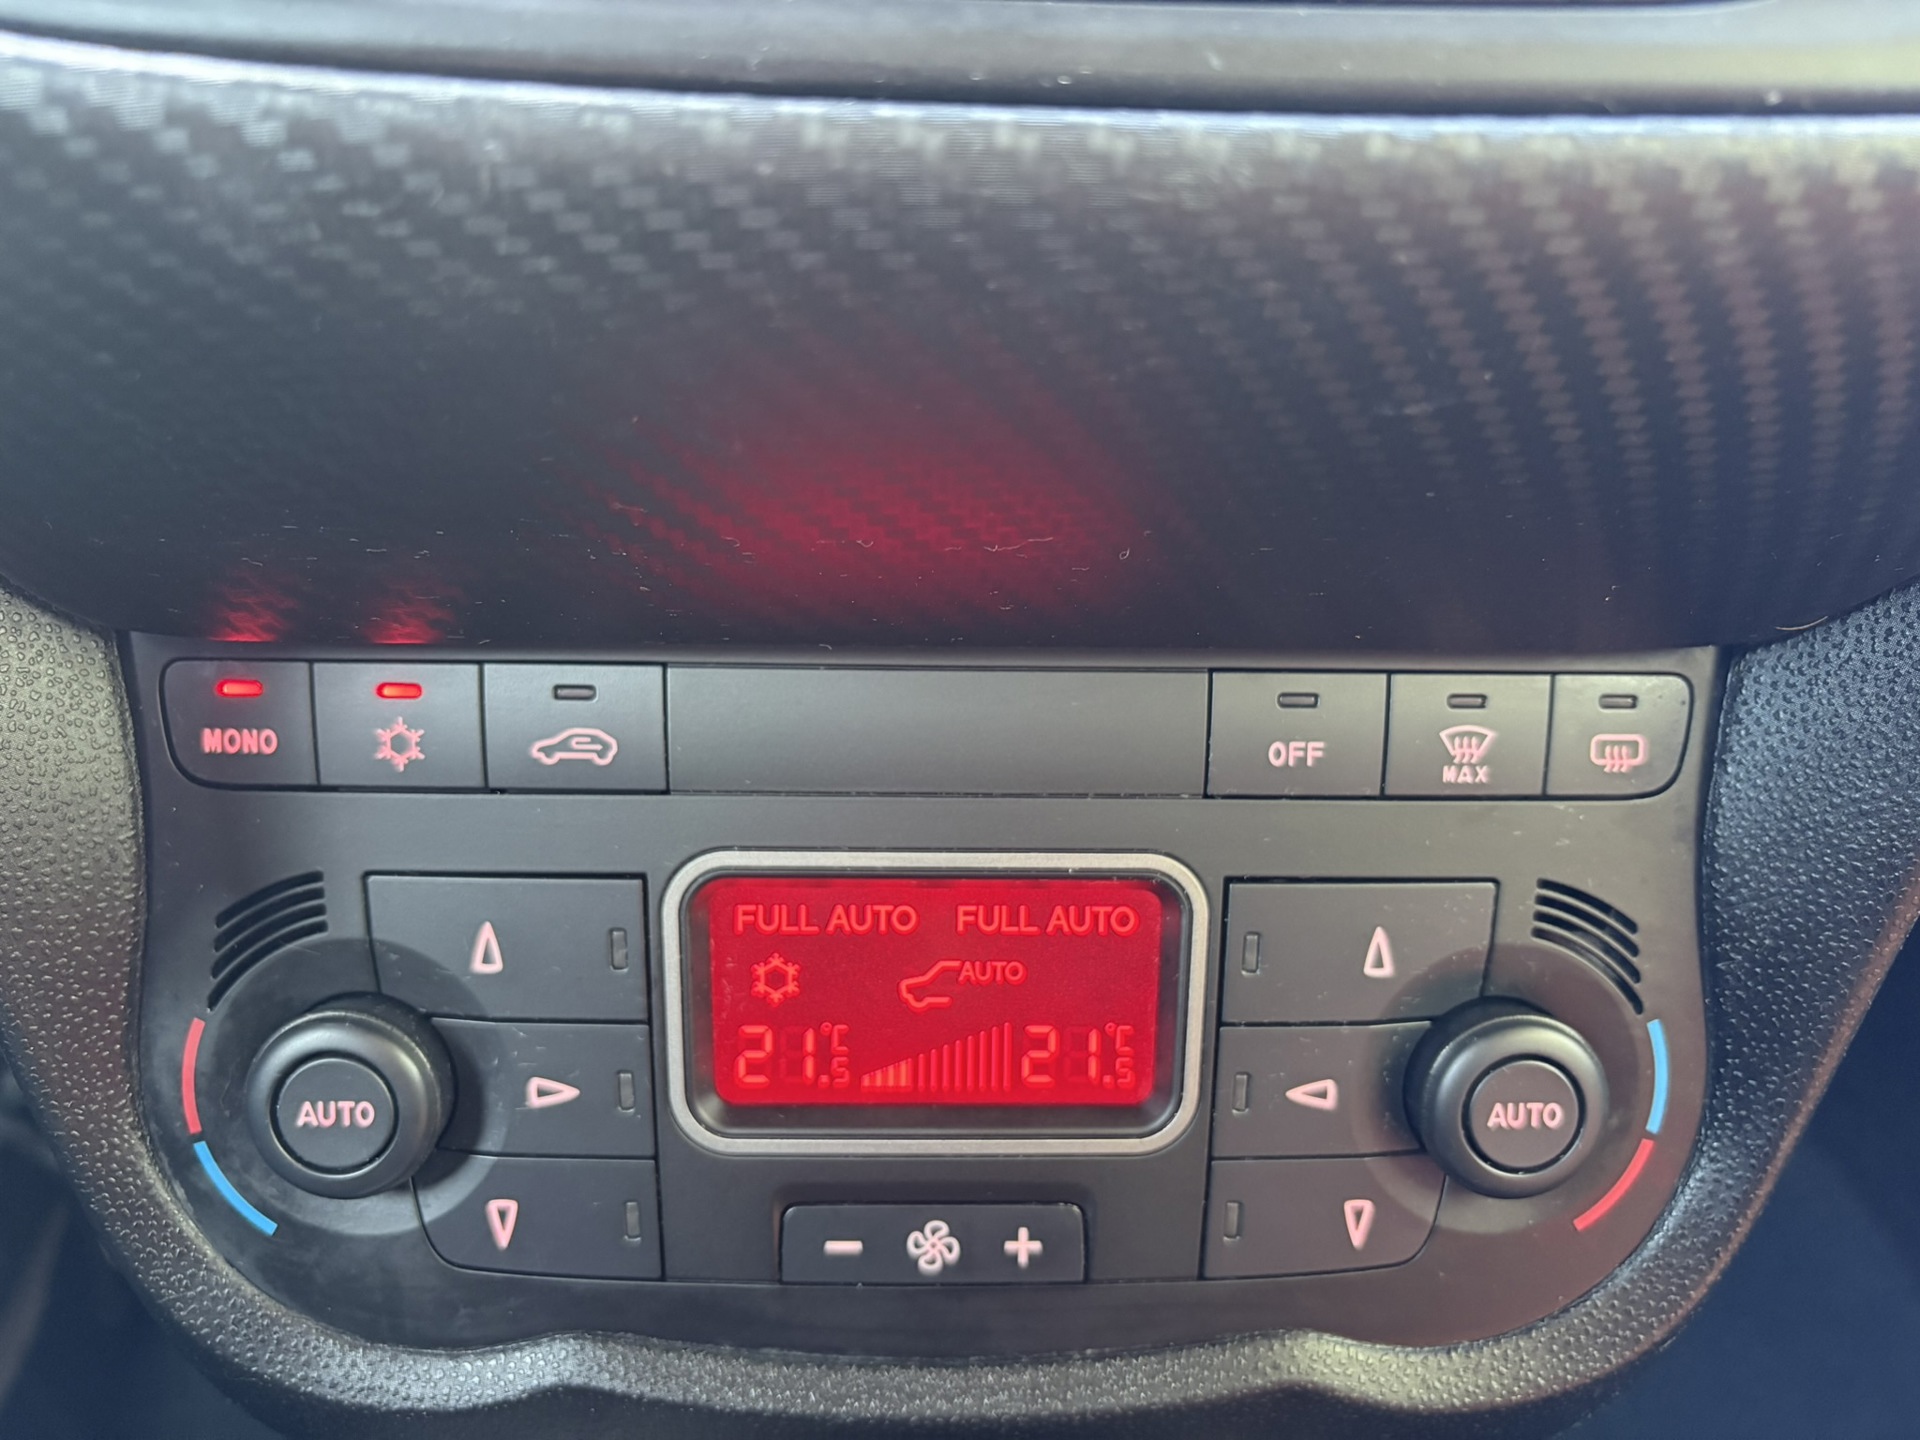 MONO
OFF
MAX
FULL AUTO FULL AUTO
AUTO
21.5 °C 21.5 °C
AUTO
AUTO
- +